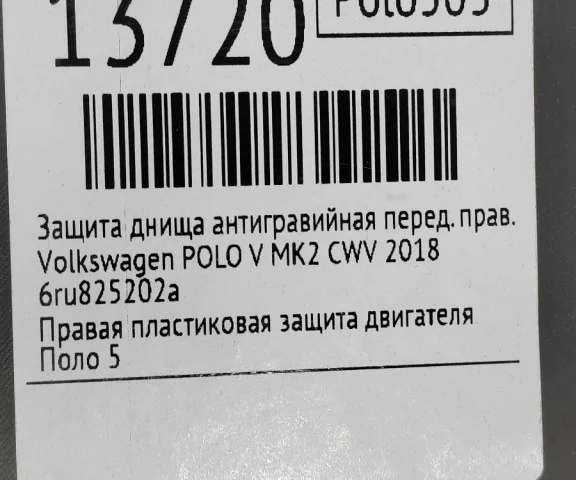 13720
Защита днища антигравийная перед. прав.
Volkswagen POLO V MK2 CWV 2018
6ru825202a
Правая пластиковая защита двигателя
Поло 5